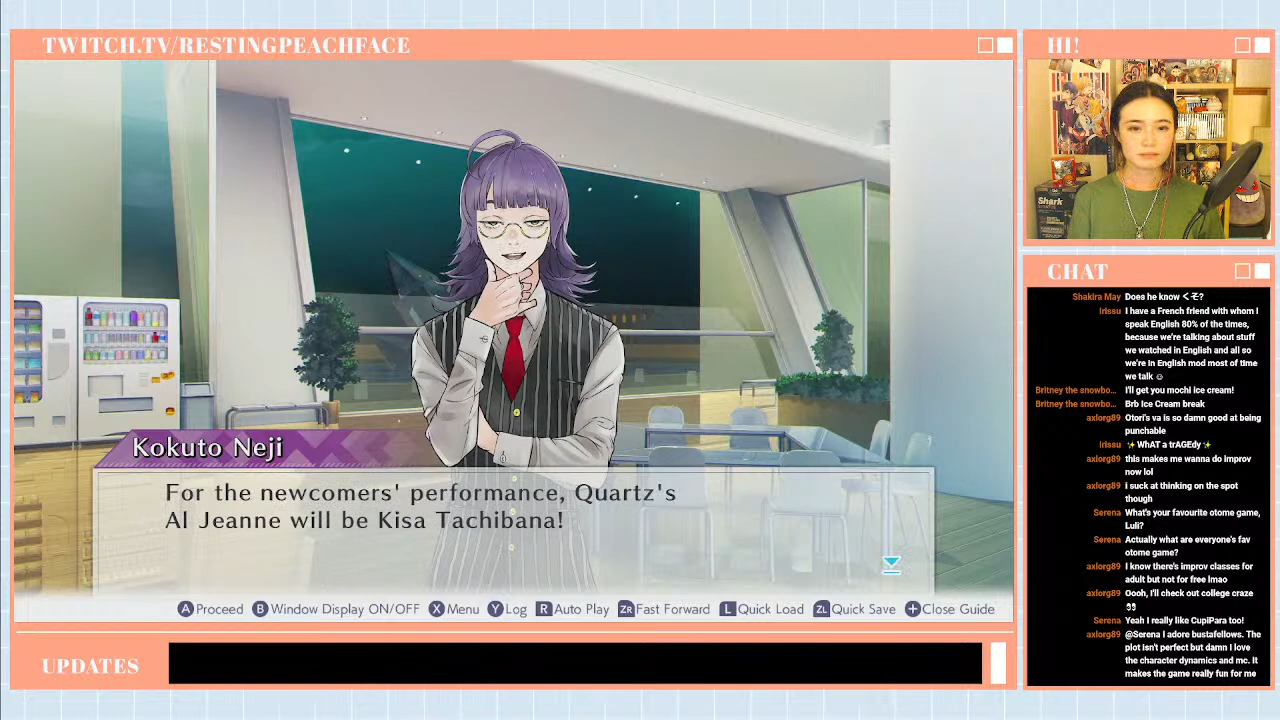 TWITCH.TV/RESTINGPEACHFACE
Kokuto Neji
For the newcomers' performance, Quartz's
Al Jeanne will be Kisa Tachibana!
A Proceed B Window Display ON/OFF X Menu Y Log R Auto Play ZR Fast Forward L Quick Load ZL Quick Save + Close Guide
UPDATES
HI!
Shark
CHAT
Shakira May Does he know くそ?
Irissu I have a French friend with whom I
speak English 80% of the times,
because we're talking about stuff
we watched in English and all so
we're in English mod most of time
we talk ☺
Britney the snowbo... I'll get you mochi ice cream!
Britney the snowbo... Brb Ice Cream break
axlorg89 Otori's va is so damn good at being
punchable
Irissu ✨ WhAT a trAGEdy ✨
axlorg89 this makes me wanna do improv
now lol
axlorg89 i suck at thinking on the spot
though
Serena What's your favourite otome game,
Luli?
Serena Actually what are everyone's fav
otome game?
axlorg89 I know there's improv classes for
adult but not for free lmao
axlorg89 Oooh, I'll check out college craze
👀
Serena Yeah I really like CupiPara too!
axlorg89 @Serena I adore bustafellows. The
plot isn't perfect but damn I love
the character dynamics and mc. It
makes the game really fun for me